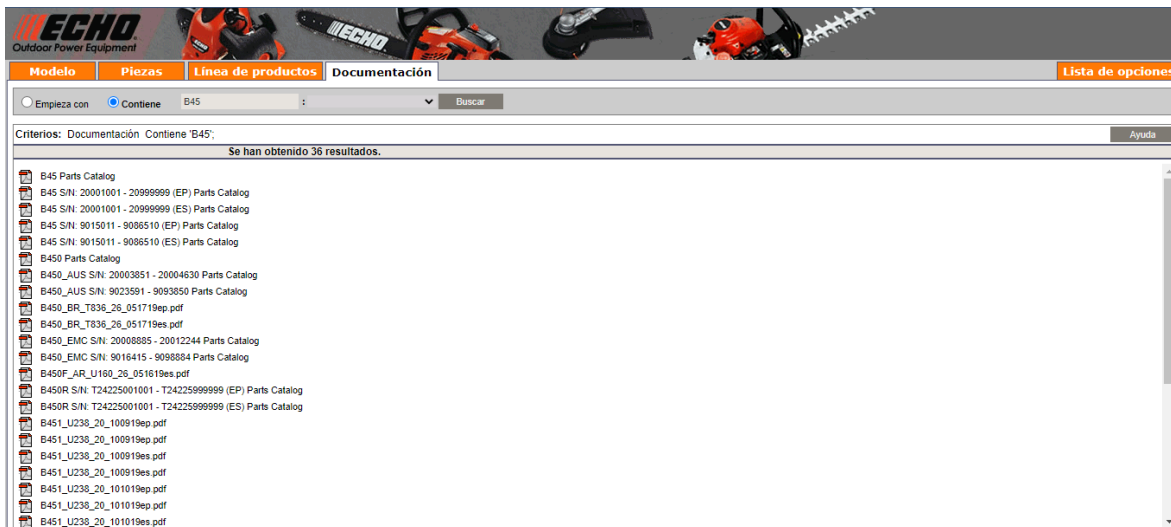 ECHO
Outdoor Power Equipment
ECHO
Modelo Piezas Línea de productos Documentación Lista de opciones
Empieza con Contiene B45 : Buscar
Criterios: Documentación Contiene 'B45'; Ayuda
Se han obtenido 36 resultados.
B45 Parts Catalog
B45 S/N: 20001001 - 20999999 (EP) Parts Catalog
B45 S/N: 20001001 - 20999999 (ES) Parts Catalog
B45 S/N: 9015011 - 9086510 (EP) Parts Catalog
B45 S/N: 9015011 - 9086510 (ES) Parts Catalog
B450 Parts Catalog
B450_AUS S/N: 20003851 - 20004630 Parts Catalog
B450_AUS S/N: 9023591 - 9093850 Parts Catalog
B450_BR_T836_26_051719ep.pdf
B450_BR_T836_26_051719es.pdf
B450_EMC S/N: 20008885 - 20012244 Parts Catalog
B450_EMC S/N: 9016415 - 9098884 Parts Catalog
B450F_AR_U160_26_051619es.pdf
B450R S/N: T24225001001 - T24225999999 (EP) Parts Catalog
B450R S/N: T24225001001 - T24225999999 (ES) Parts Catalog
B451_U238_20_100919ep.pdf
B451_U238_20_100919ep.pdf
B451_U238_20_100919es.pdf
B451_U238_20_100919es.pdf
B451_U238_20_101019ep.pdf
B451_U238_20_101019ep.pdf
B451_U238_20_101019es.pdf